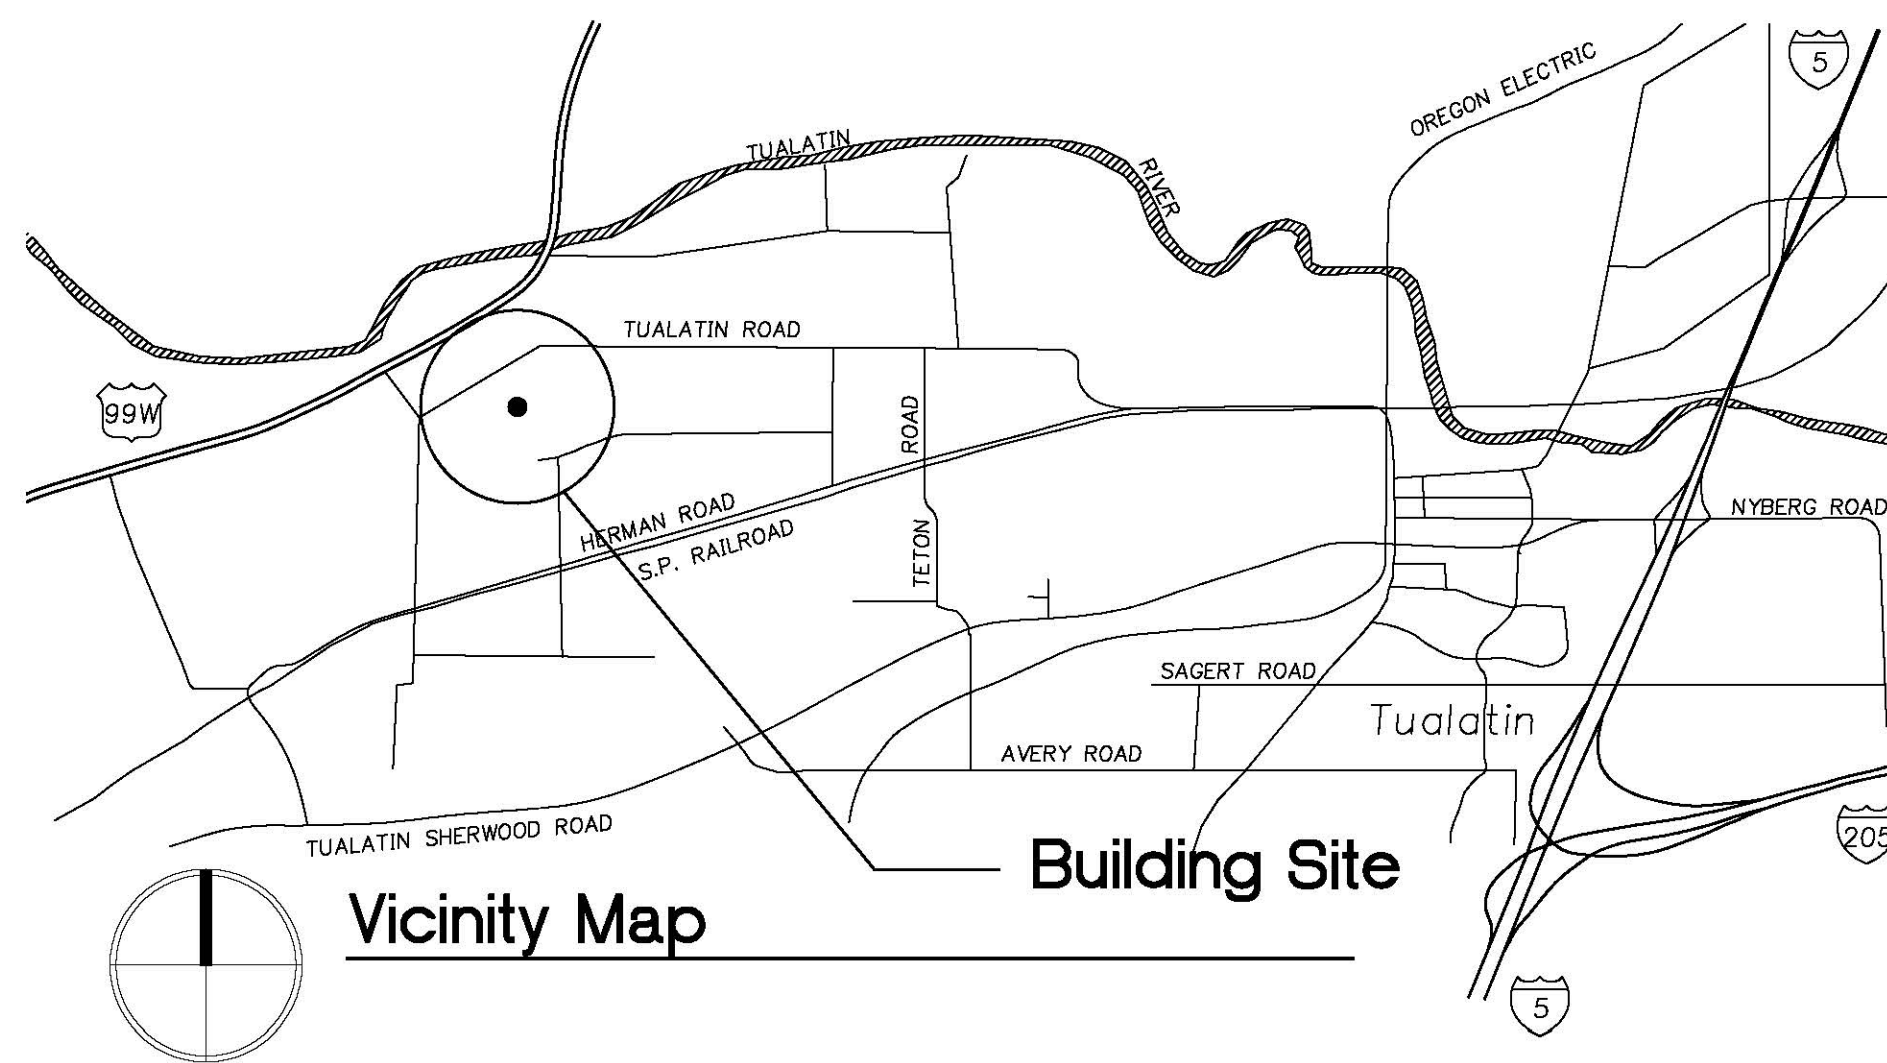 5
OREGON ELECTRIC
TUALATIN
RIVER
TUALATIN ROAD
99W
TETON ROAD
HERMAN ROAD
S.P. RAILROAD
NYBERG ROAD
SAGERT ROAD
Tualatin
AVERY ROAD
TUALATIN SHERWOOD ROAD
205
Building Site
Vicinity Map
5